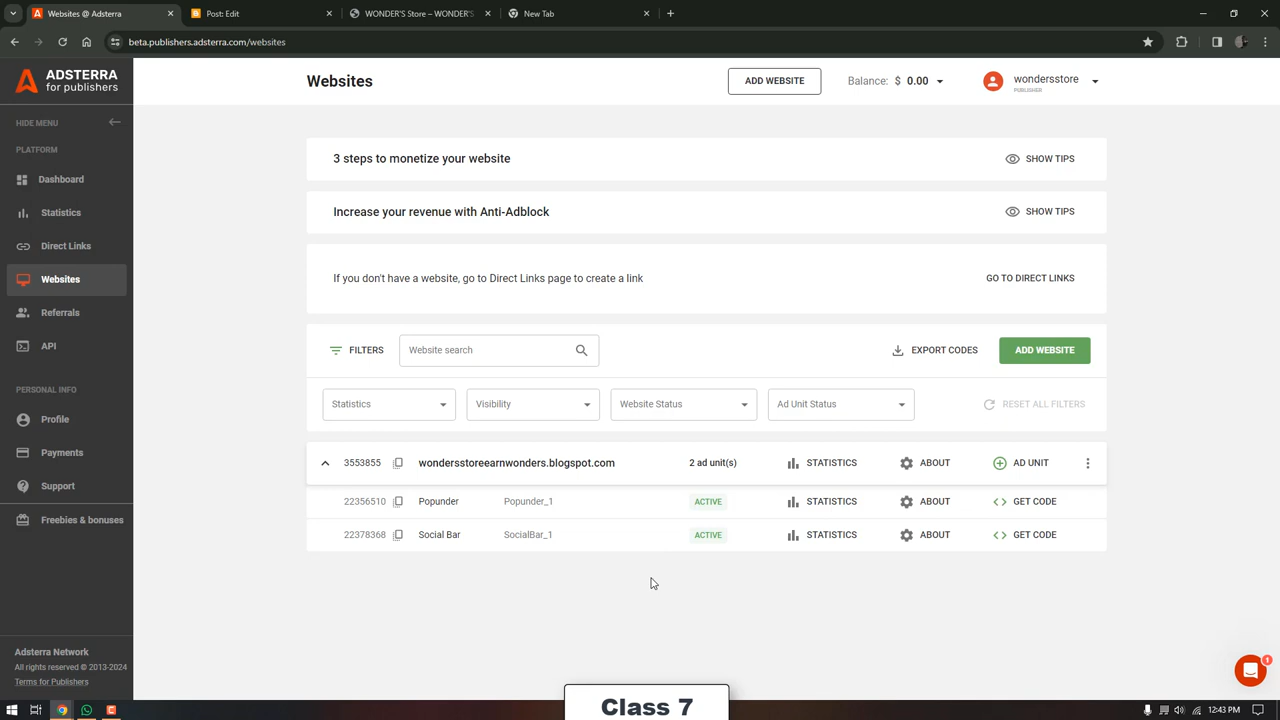 Websites @ Adsterra
Post: Edit
WONDER'S Store – WONDER'S
New Tab
beta.publishers.adsterra.com/websites
ADSTERRA
for publishers
HIDE MENU
PLATFORM
Dashboard
Statistics
Direct Links
Websites
Referrals
API
PERSONAL INFO
Profile
Payments
Support
Freebies & bonuses
Adsterra Network
All rights reserved © 2013-2024
Terms for Publishers
Websites
ADD WEBSITE
Balance: $ 0.00
wondersstore
PUBLISHER
3 steps to monetize your website
SHOW TIPS
Increase your revenue with Anti-Adblock
SHOW TIPS
If you don't have a website, go to Direct Links page to create a link
GO TO DIRECT LINKS
FILTERS
Website search
EXPORT CODES
ADD WEBSITE
Statistics
Visibility
Website Status
Ad Unit Status
RESET ALL FILTERS
3553855 wondersstoreearnwonders.blogspot.com 2 ad unit(s) STATISTICS ABOUT AD UNIT
22356510 Popunder Popunder_1 ACTIVE STATISTICS ABOUT GET CODE
22378368 Social Bar SocialBar_1 ACTIVE STATISTICS ABOUT GET CODE
1
Class 7
12:43 PM